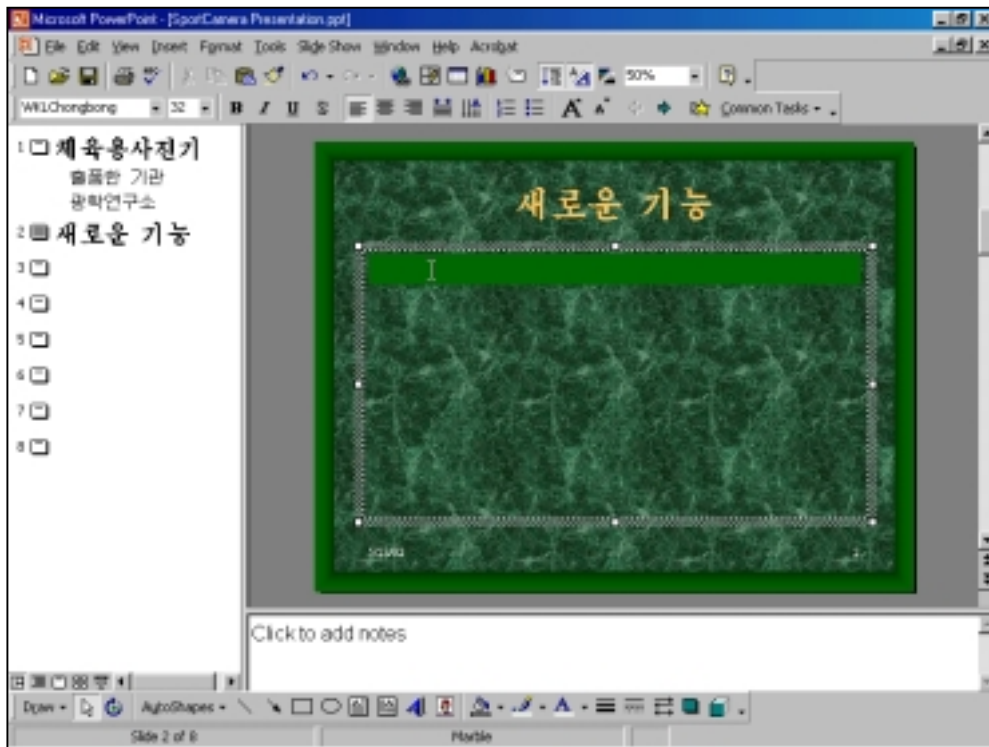 Microsoft PowerPoint - [SportCamera Presentation.ppt]
File Edit View Insert Format Tools Slide Show Window Help Acrobat
50%
WKLChongbong 32 B I U S A A Common Tasks
1 체육용사진기
출품한 기관
광학연구소
2 새로운 기능
3
4
5
6
7
8
새로운 기능
2
Click to add notes
Draw AutoShapes A
Slide 2 of 8 Marble